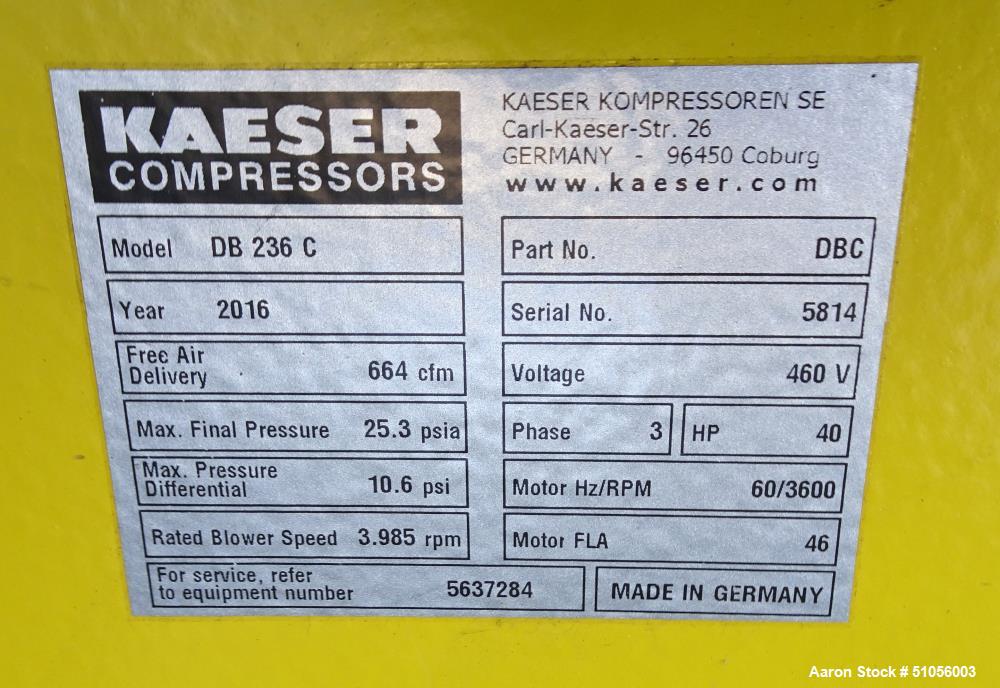 KAESER
COMPRESSORS
KAESER KOMPRESSOREN SE
Carl-Kaeser-Str. 26
GERMANY - 96450 Coburg
www.kaeser.com
Model DB 236 C
Part No. DBC
Year 2016
Serial No. 5814
Free Air
Delivery 664 cfm
Voltage 460 V
Max. Final Pressure 25.3 psia
Phase 3
HP 40
Max. Pressure
Differential 10.6 psi
Motor Hz/RPM 60/3600
Rated Blower Speed 3.985 rpm
Motor FLA 46
For service, refer
to equipment number 5637284
MADE IN GERMANY
Aaron Stock # 51056003